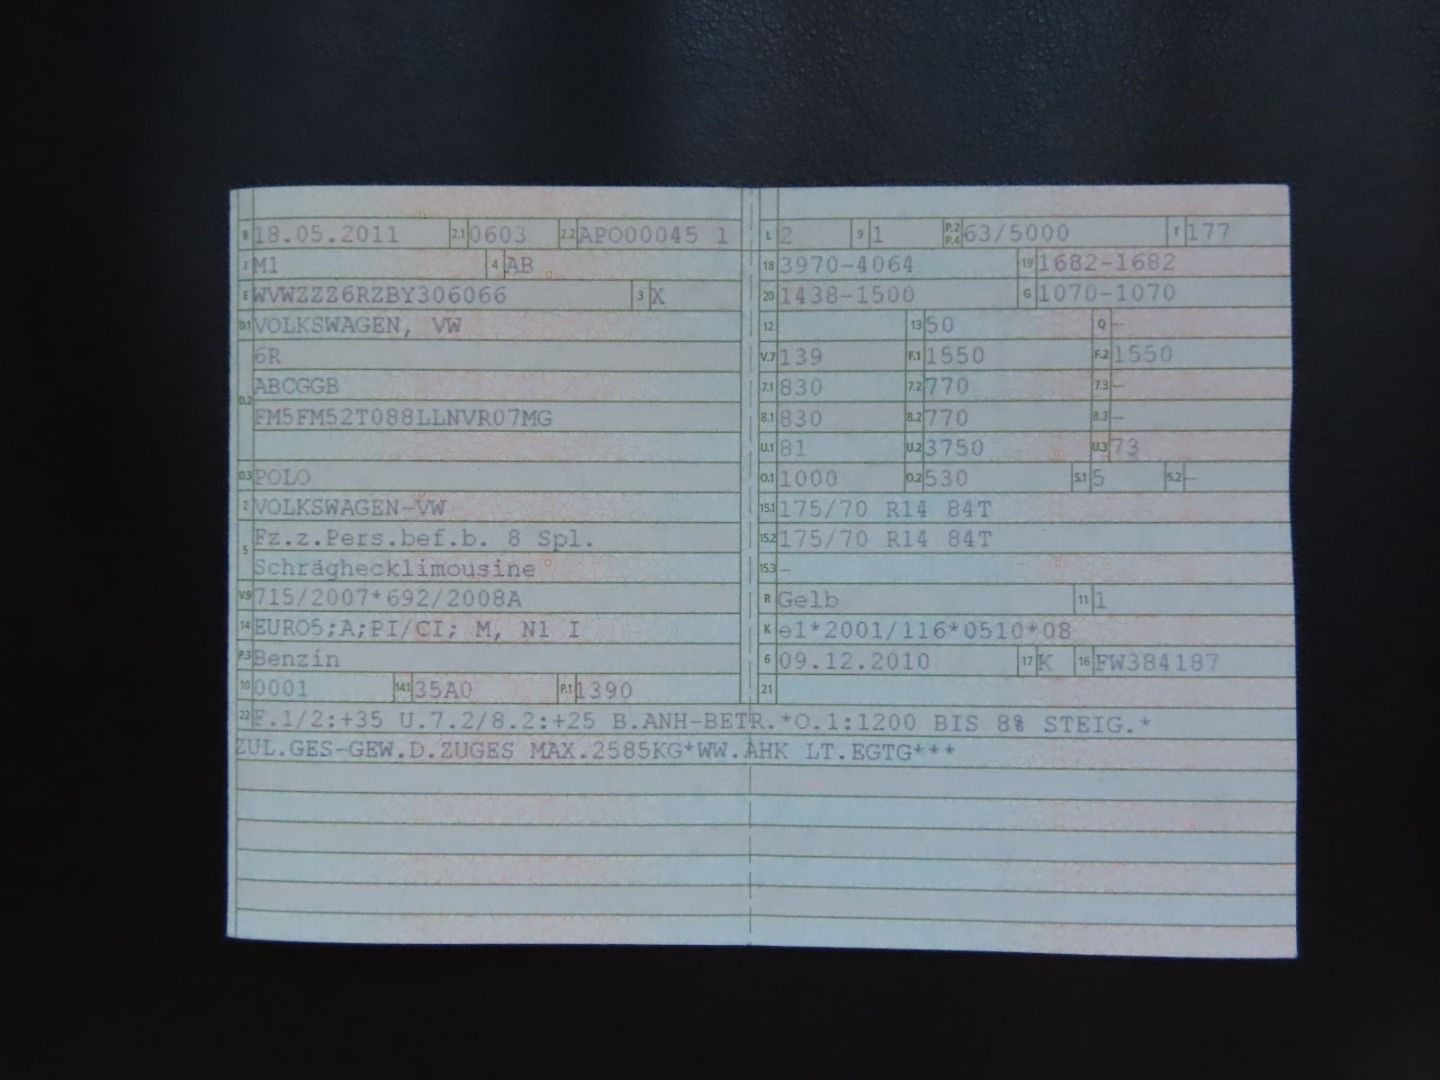 B 18.05.2011 2.1 0603 2.2 APO00045 1
J M1 4 AB
E WVWZZZ6RZBY306066 3 X
D.1 VOLKSWAGEN, VW
6R
D.2 ABCGGB
FM5FM52T088LLNVR07MG
D.3 POLO
2 VOLKSWAGEN-VW
5 Fz.z.Pers.bef.b. 8 Spl.
Schräghecklimousine
V.9 715/2007*692/2008A
14 EURO5;A;PI/CI; M, N1 I
P.3 Benzin
10 0001 14.1 35A0 P.1 1390
L 2 9 1 P.2 P.4 63/5000 T 177
18 3970-4064 19 1682-1682
20 1438-1500 G 1070-1070
12 13 50 Q -
V.7 139 F.1 1550 F.2 1550
7.1 830 7.2 770 7.3 -
8.1 830 8.2 770 8.3 -
U.1 81 U.2 3750 U.3 73
O.1 1000 O.2 530 S.1 5 S.2 -
15.1 175/70 R14 84T
15.2 175/70 R14 84T
15.3 -
R Gelb 11 1
K e1*2001/116*0510*08
6 09.12.2010 17 K 16 FW384187
21
22 F.1/2:+35 U.7.2/8.2:+25 B.ANH-BETR.*O.1:1200 BIS 8% STEIG.*
ZUL.GES-GEW.D.ZUGES MAX.2585KG*WW.AHK LT.EGTG***